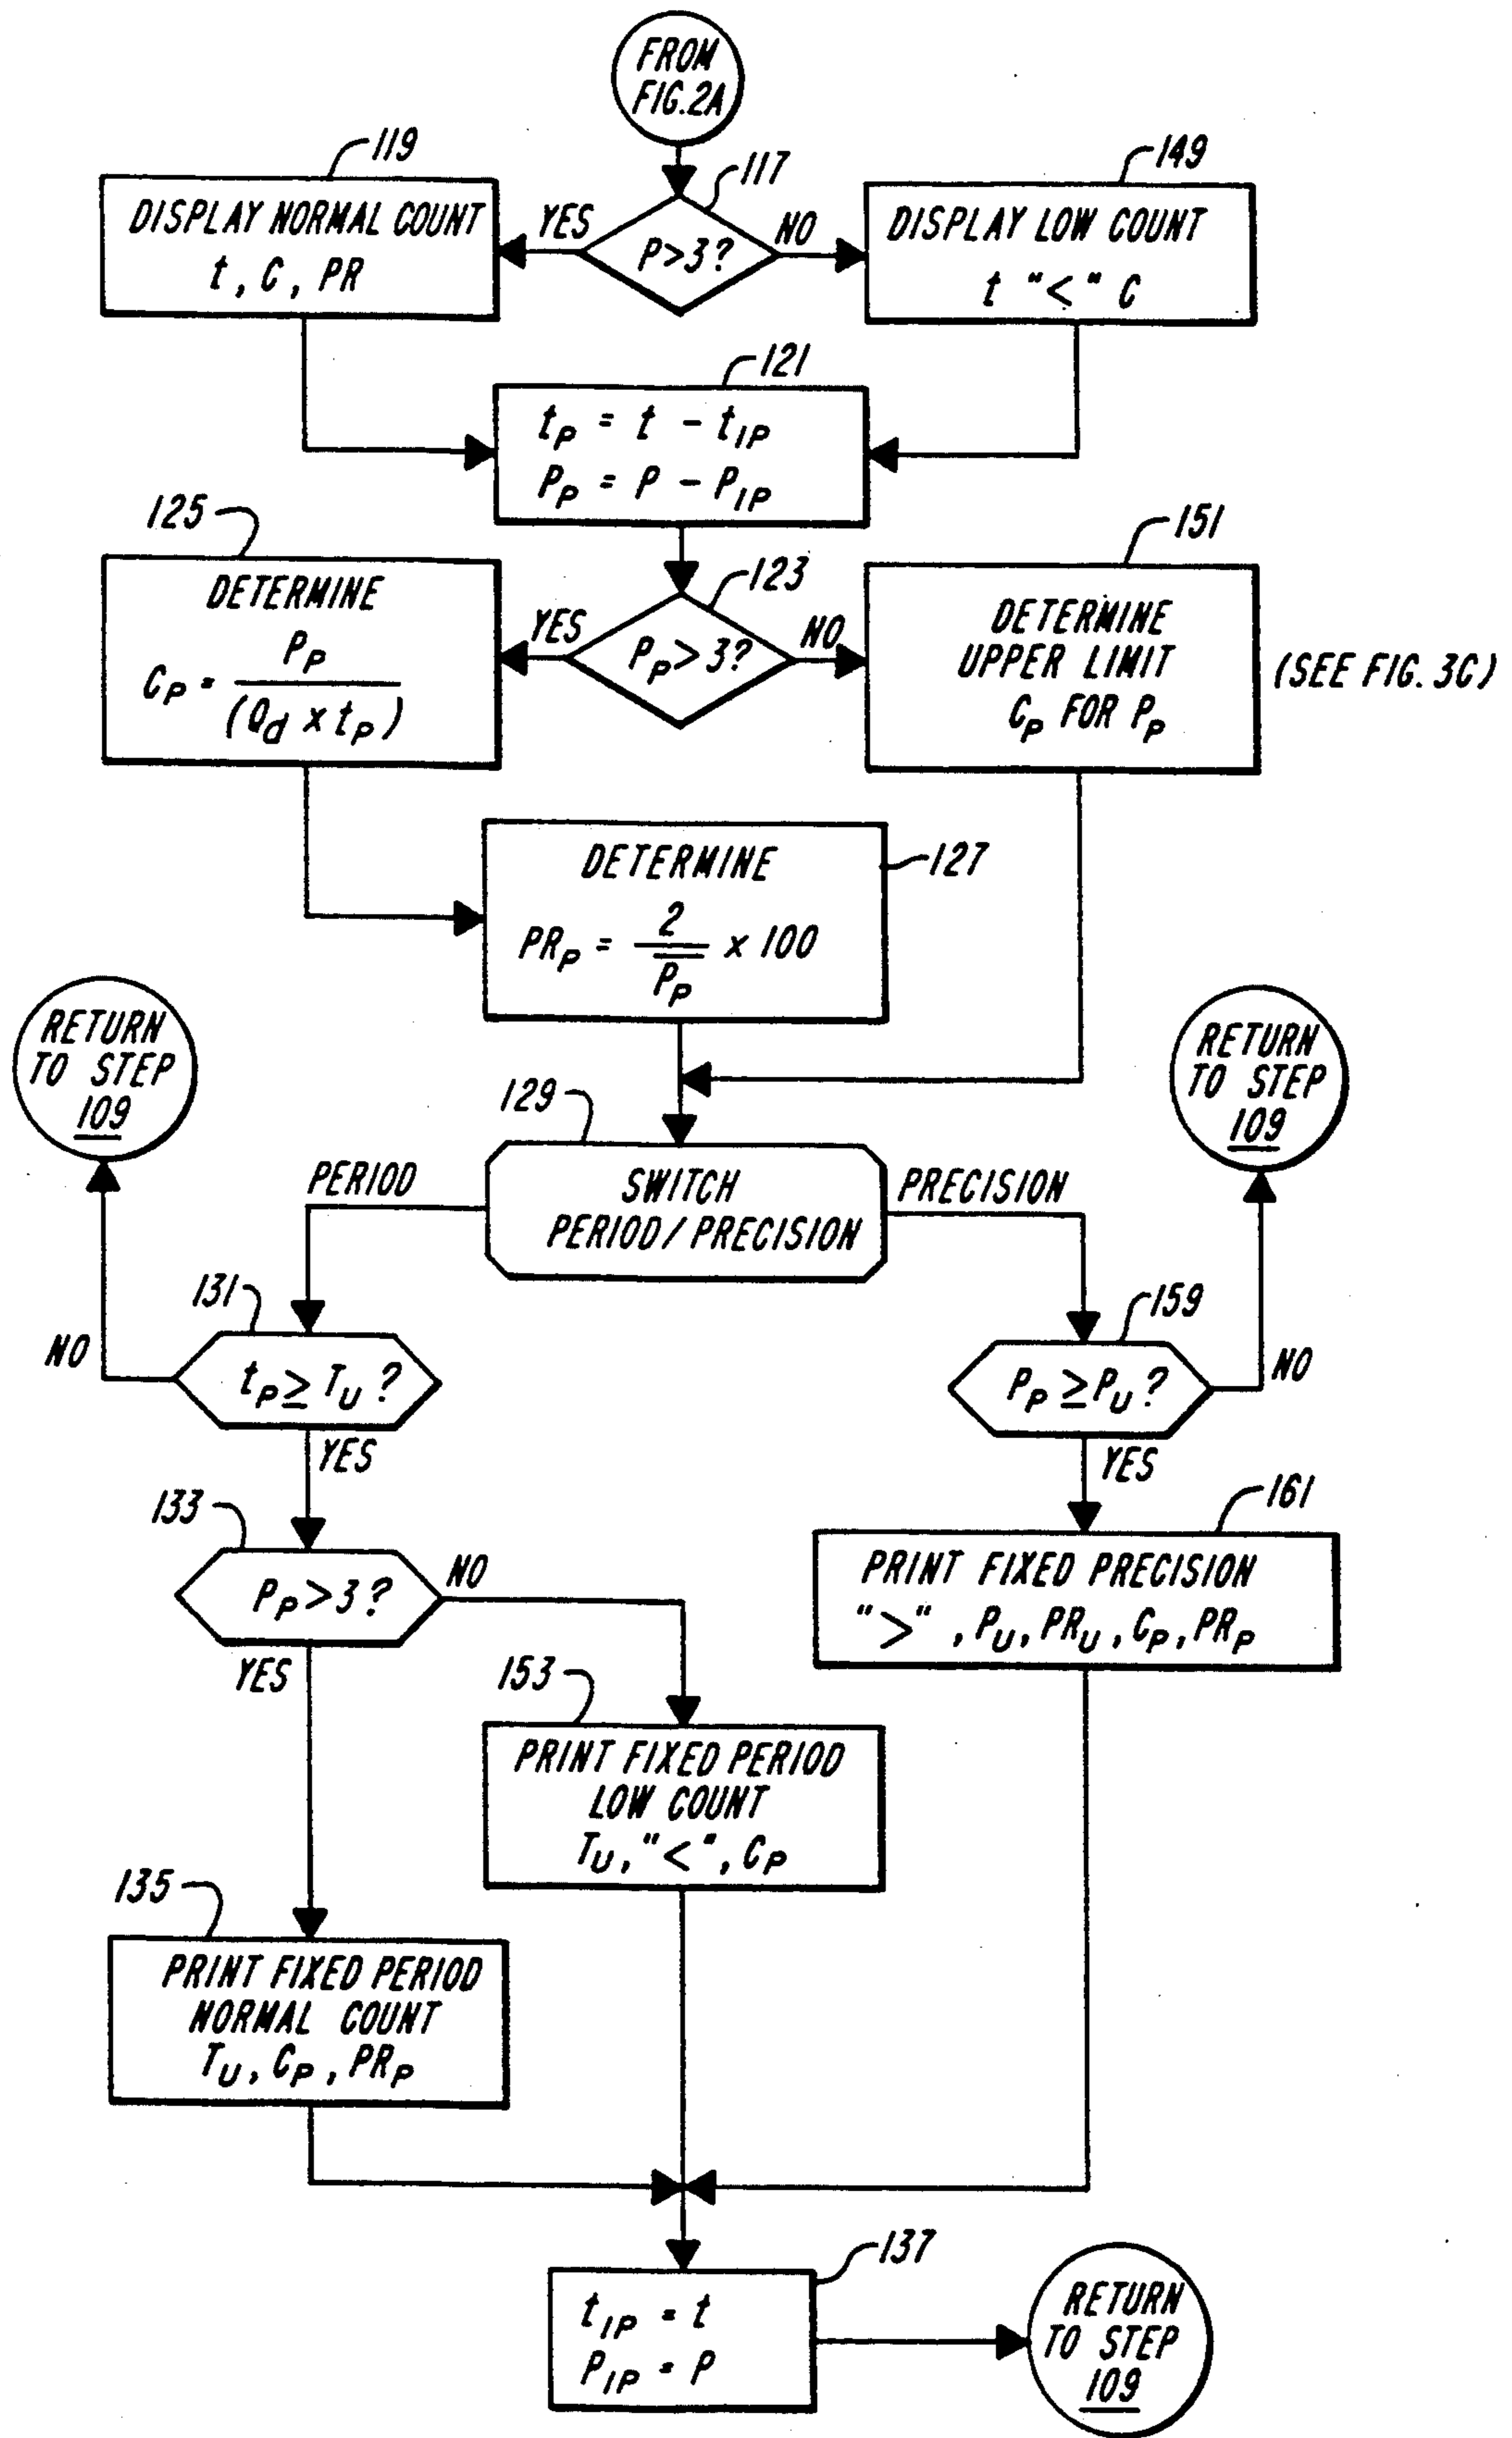 FROM
FIG. 2A
119
117
149
DISPLAY NORMAL COUNT
t, C, PR
YES
P>3?
NO
DISPLAY LOW COUNT
t "<" C
121
tP = t - tIP
PP = P - PIP
125
123
151
DETERMINE
CP = PP / (Qd x tP)
YES
PP>3?
NO
DETERMINE
UPPER LIMIT
CP FOR PP
(SEE FIG. 3C)
DETERMINE
PRP = 2 / PP x 100
127
RETURN
TO STEP
109
RETURN
TO STEP
109
129
PERIOD
SWITCH
PERIOD/PRECISION
PRECISION
131
159
NO
tP ≥ TU?
YES
PP ≥ PU?
NO
YES
133
161
PP>3?
NO
YES
PRINT FIXED PRECISION
">", PU, PRU, CP, PRP
153
PRINT FIXED PERIOD
LOW COUNT
TU, "<", CP
135
PRINT FIXED PERIOD
NORMAL COUNT
TU, CP, PRP
137
tIP = t
PIP = P
RETURN
TO STEP
109